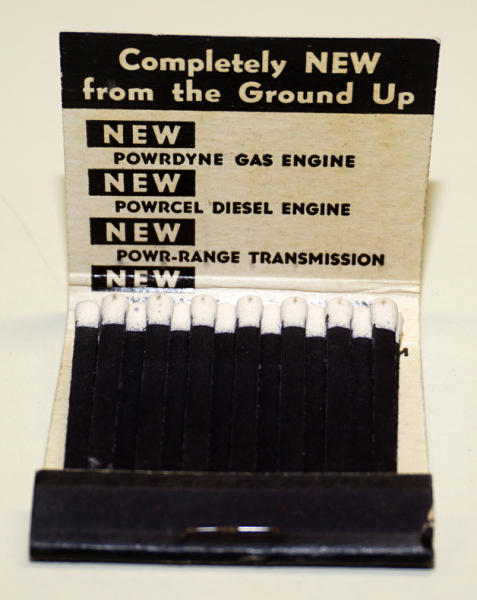 Completely NEW
from the Ground Up
NEW
POWRDYNE GAS ENGINE
NEW
POWRCEL DIESEL ENGINE
NEW
POWR-RANGE TRANSMISSION
NEW